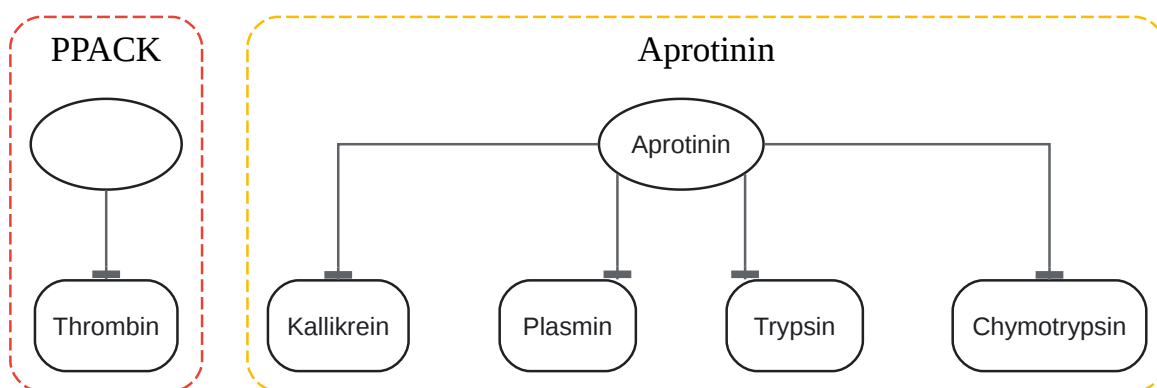 PPACK
Aprotinin
Aprotinin
Thrombin
Kallikrein
Plasmin
Trypsin
Chymotrypsin